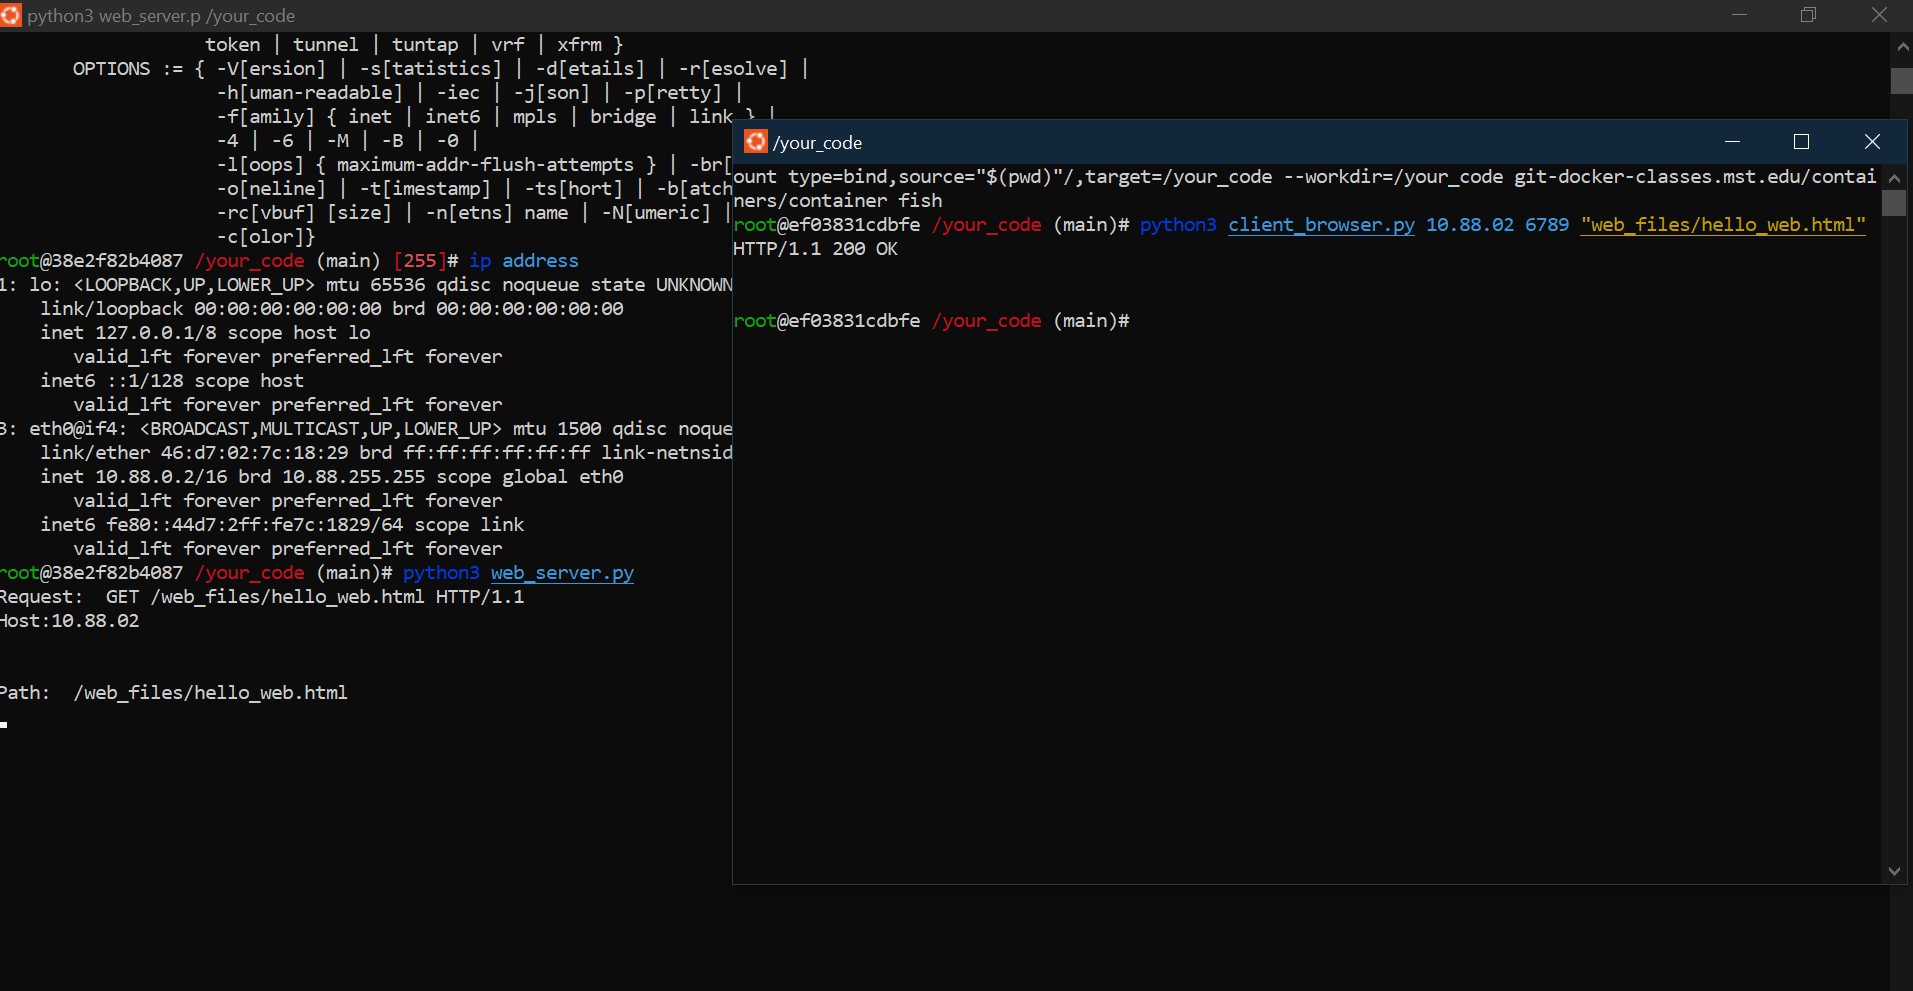 python3 web_server.p /your_code
token | tunnel | tuntap | vrf | xfrm }
OPTIONS := { -V[ersion] | -s[tatistics] | -d[etails] | -r[esolve] |
-h[uman-readable] | -iec | -j[son] | -p[retty] |
-f[amily] { inet | inet6 | mpls | bridge | link } |
-4 | -6 | -M | -B | -0 |
-l[oops] { maximum-addr-flush-attempts } | -br[
-o[neline] | -t[imestamp] | -ts[hort] | -b[atch
-rc[vbuf] [size] | -n[etns] name | -N[umeric] |
-c[olor]}
root@38e2f82b4087 /your_code (main) [255]# ip address
1: lo: <LOOPBACK,UP,LOWER_UP> mtu 65536 qdisc noqueue state UNKNOWN
link/loopback 00:00:00:00:00:00 brd 00:00:00:00:00:00
inet 127.0.0.1/8 scope host lo
valid_lft forever preferred_lft forever
inet6 ::1/128 scope host
valid_lft forever preferred_lft forever
3: eth0@if4: <BROADCAST,MULTICAST,UP,LOWER_UP> mtu 1500 qdisc noque
link/ether 46:d7:02:7c:18:29 brd ff:ff:ff:ff:ff:ff link-netnsid
inet 10.88.0.2/16 brd 10.88.255.255 scope global eth0
valid_lft forever preferred_lft forever
inet6 fe80::44d7:2ff:fe7c:1829/64 scope link
valid_lft forever preferred_lft forever
root@38e2f82b4087 /your_code (main)# python3 web_server.py
Request:  GET /web_files/hello_web.html HTTP/1.1
Host:10.88.02
Path:  /web_files/hello_web.html
/your_code
ount type=bind,source="$(pwd)"/,target=/your_code --workdir=/your_code git-docker-classes.mst.edu/contai
ners/container fish
root@ef03831cdbfe /your_code (main)# python3 client_browser.py 10.88.02 6789 "web_files/hello_web.html"
HTTP/1.1 200 OK
root@ef03831cdbfe /your_code (main)#